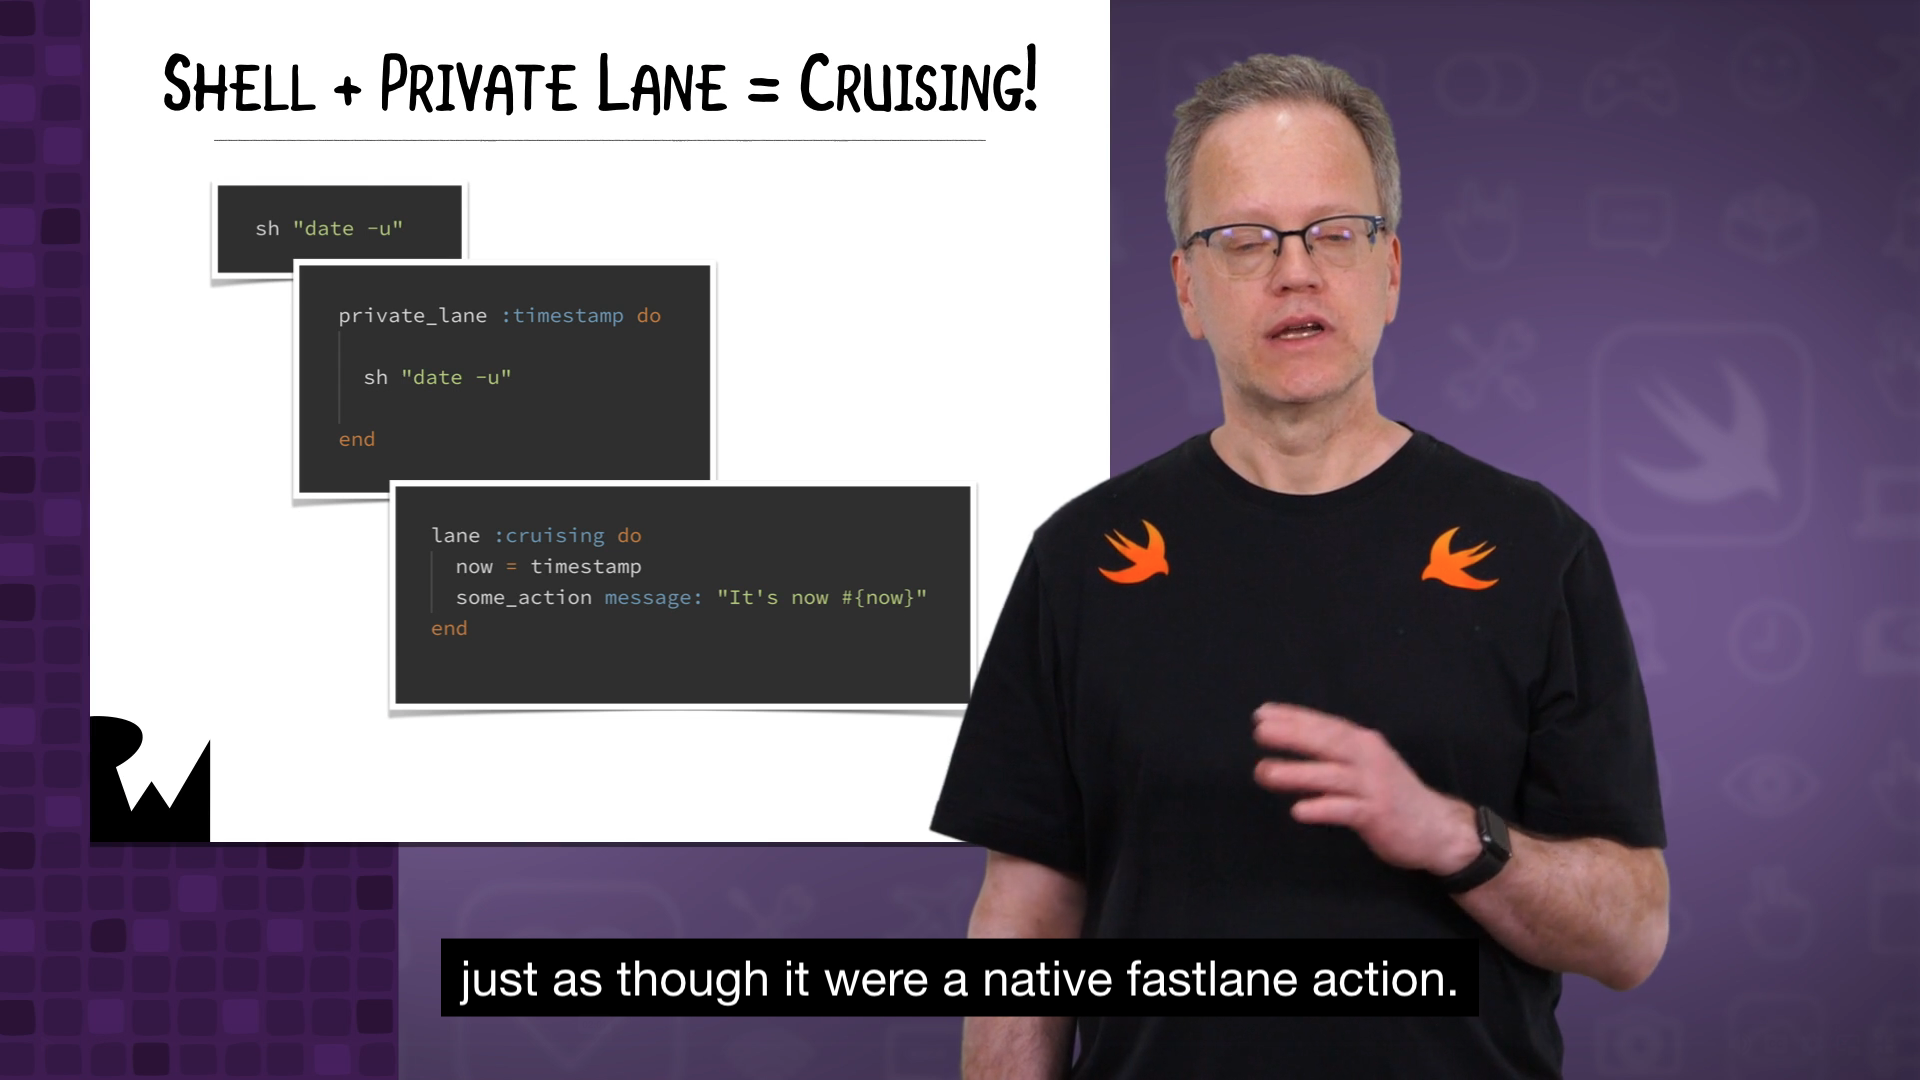 SHELL + PRIVATE LANE = CRUISING!
sh "date -u"
private_lane :timestamp do
sh "date -u"
end
lane :cruising do
now = timestamp
some_action message: "It's now #{now}"
end
RW
just as though it were a native fastlane action.